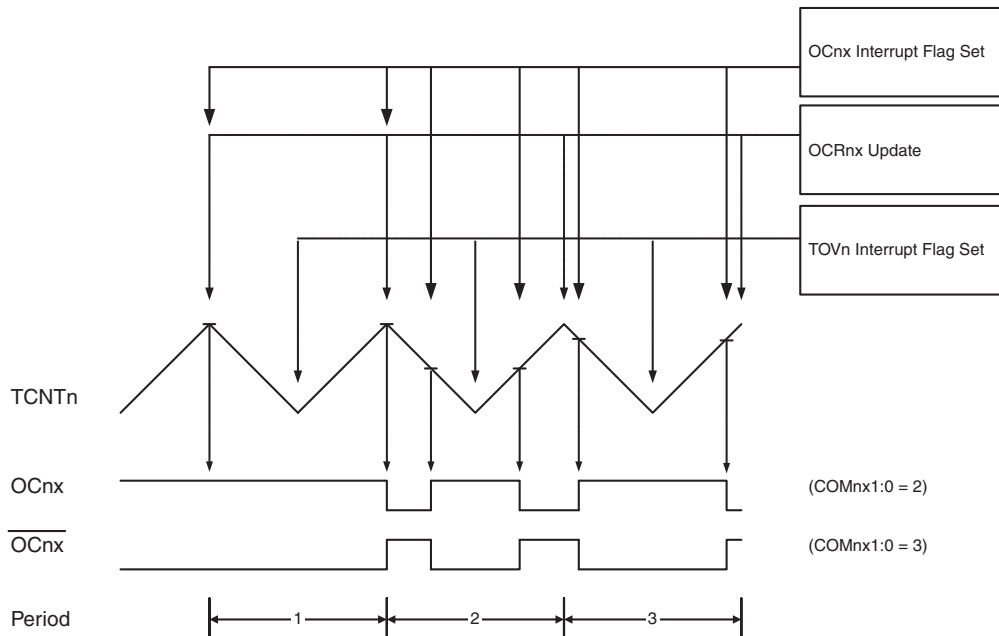 OCnx Interrupt Flag Set
OCRnx Update
TOVn Interrupt Flag Set
TCNTn
OCnx
(COMnx1:0 = 2)
OCnx
(COMnx1:0 = 3)
Period
1
2
3